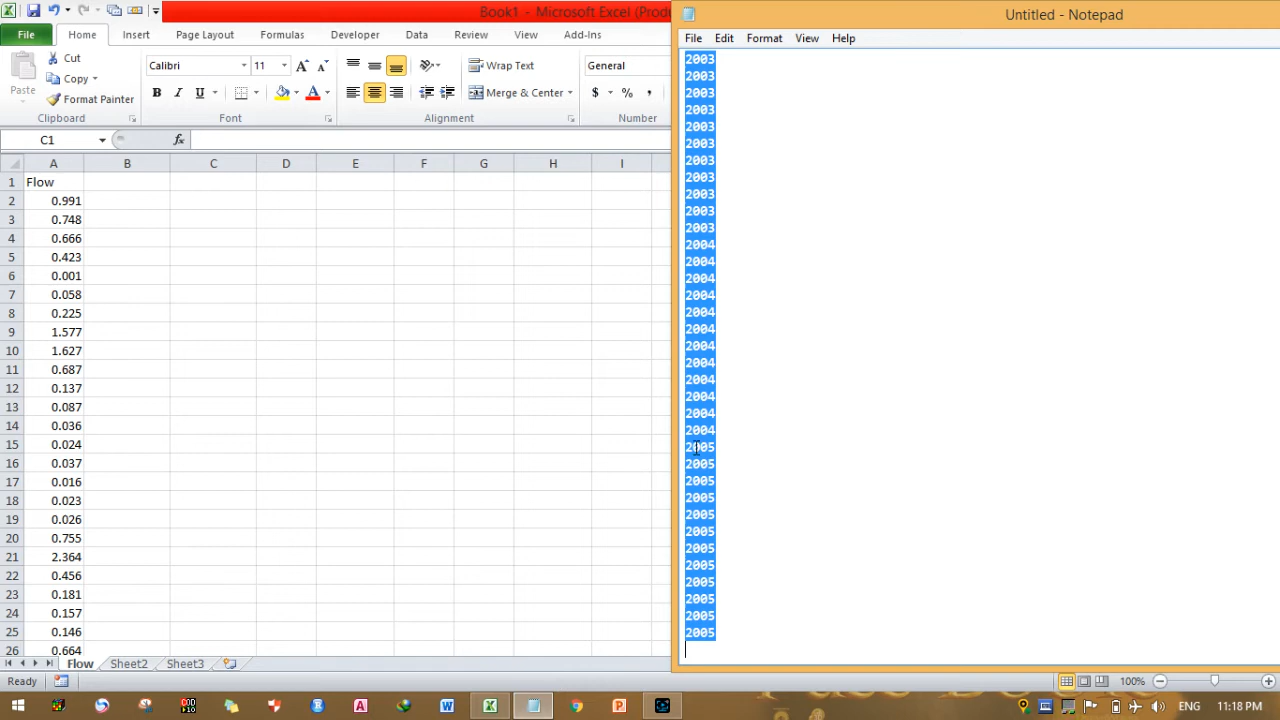 Book1 - Microsoft Excel (Produ
Untitled - Notepad
File Home Insert Page Layout Formulas Developer Data Review View Add-Ins
File Edit Format View Help
Paste
Cut
Copy
Format Painter
Clipboard
Calibri 11
B I U
Font
Wrap Text
Merge & Center
Alignment
General
$ % ,
Number
C1 fx
A B C D E F G H I
1 Flow
2 0.991
3 0.748
4 0.666
5 0.423
6 0.001
7 0.058
8 0.225
9 1.577
10 1.627
11 0.687
12 0.137
13 0.087
14 0.036
15 0.024
16 0.037
17 0.016
18 0.023
19 0.026
20 0.755
21 2.364
22 0.456
23 0.181
24 0.157
25 0.146
26 0.664
Flow Sheet2 Sheet3
Ready
2003
2003
2003
2003
2003
2003
2003
2003
2003
2003
2003
2004
2004
2004
2004
2004
2004
2004
2004
2004
2004
2004
2004
2005
2005
2005
2005
2005
2005
2005
2005
2005
2005
2005
2005
100%
ENG 11:18 PM